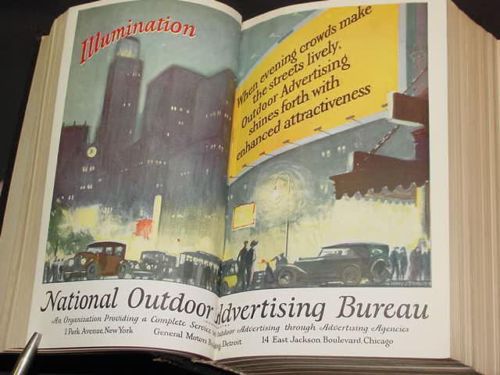 Illumination
When evening crowds make
the streets lively.
Outdoor Advertising
shines forth with
enhanced attractiveness
National Outdoor Advertising Bureau
An Organization Providing a Complete Service in Outdoor Advertising through Advertising Agencies
1 Park Avenue, New York General Motors Building, Detroit 14 East Jackson Boulevard, Chicago